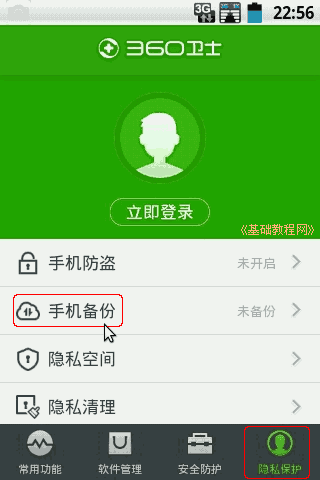 3G
22:56
360卫士
立即登录
《基础教程网》
手机防盗 未开启
手机备份 未备份
隐私空间
隐私清理
常用功能 软件管理 安全防护 隐私保护